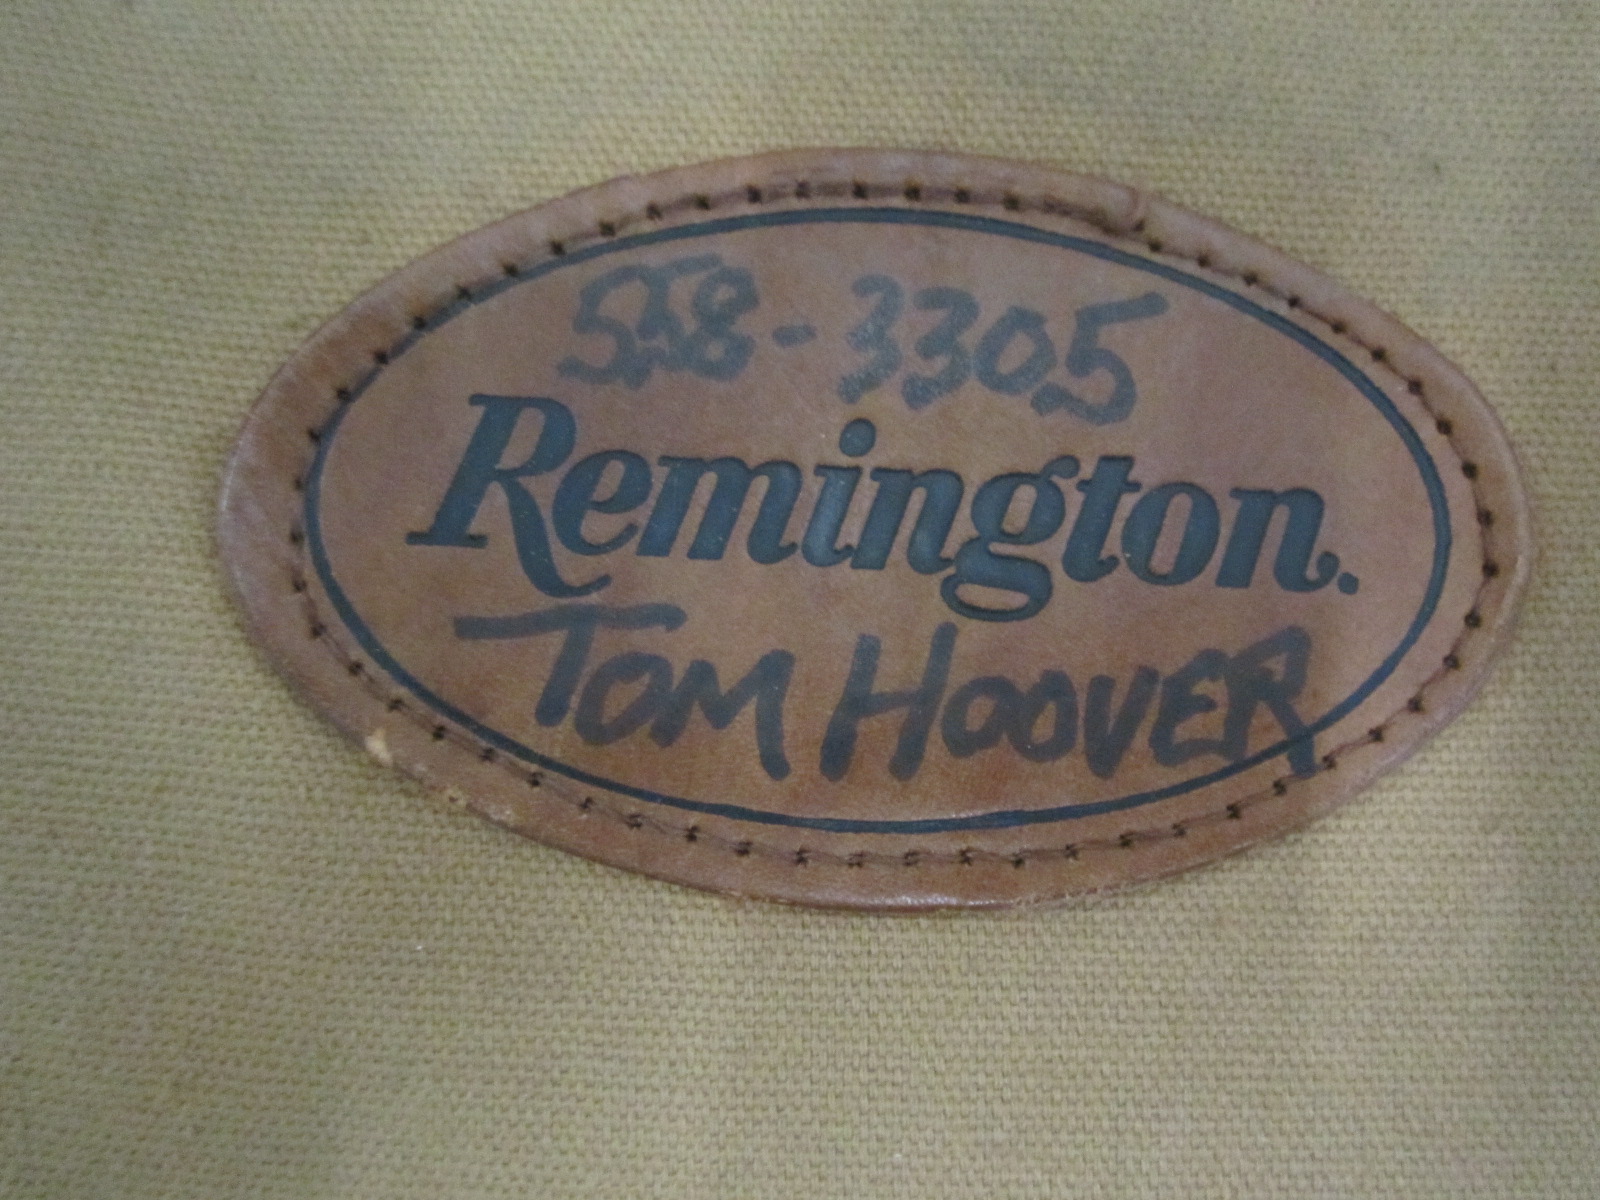 558-3305
Remington.
TOM HOOVER